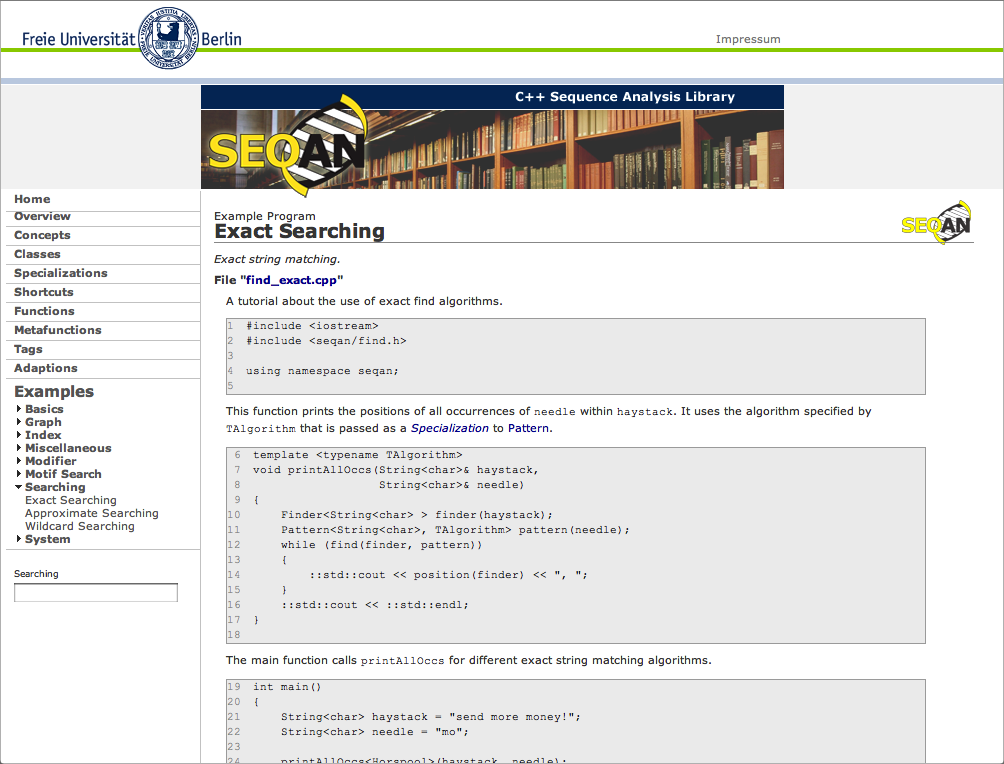 Freie Universität Berlin
Impressum
C++ Sequence Analysis Library
SEQAN
Home
Overview
Concepts
Classes
Specializations
Shortcuts
Functions
Metafunctions
Tags
Adaptions
Examples
Basics
Graph
Index
Miscellaneous
Modifier
Motif Search
Searching
Exact Searching
Approximate Searching
Wildcard Searching
System
Searching
Example Program
Exact Searching
SEQAN
Exact string matching.
File "find_exact.cpp"
A tutorial about the use of exact find algorithms.
1 #include <iostream>
2 #include <seqan/find.h>
3
4 using namespace seqan;
5
This function prints the positions of all occurrences of needle within haystack. It uses the algorithm specified by
TAlgorithm that is passed as a Specialization to Pattern.
6 template <typename TAlgorithm>
7 void printAllOccs(String<char>& haystack,
8 String<char>& needle)
9 {
10 Finder<String<char> > finder(haystack);
11 Pattern<String<char>, TAlgorithm> pattern(needle);
12 while (find(finder, pattern))
13 {
14 ::std::cout << position(finder) << ", ";
15 }
16 ::std::cout << ::std::endl;
17 }
18
The main function calls printAllOccs for different exact string matching algorithms.
19 int main()
20 {
21 String<char> haystack = "send more money!";
22 String<char> needle = "mo";
23
24 printAllOccs<Horspool>(haystack, needle);